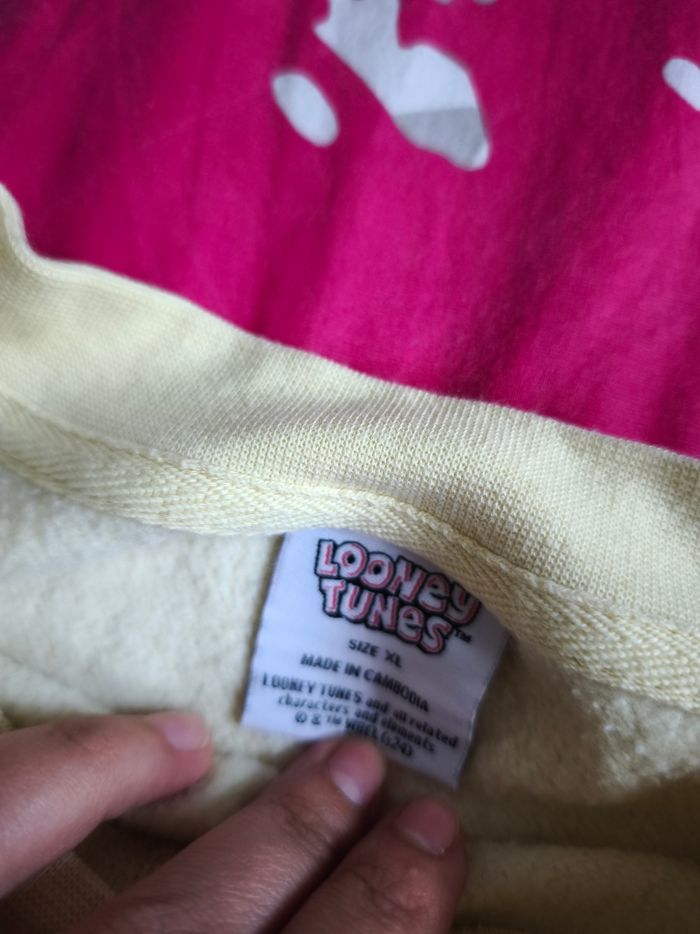 LOONEY
TUNES™
SIZE XL
MADE IN CAMBODIA
LOONEY TUNES and all related
characters and elements
© & ™ WBEI (s24)